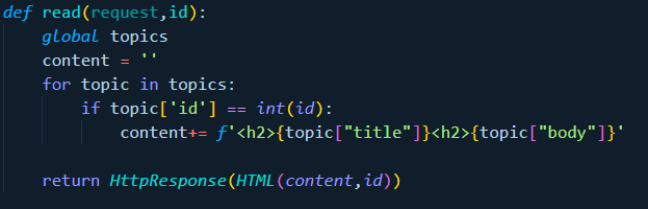 def read(request,id):
    global topics
    content = ''
    for topic in topics:
        if topic['id'] == int(id):
            content+= f'<h2>{topic["title"]}<h2>{topic["body"]}'
    return HttpResponse(HTML(content,id))